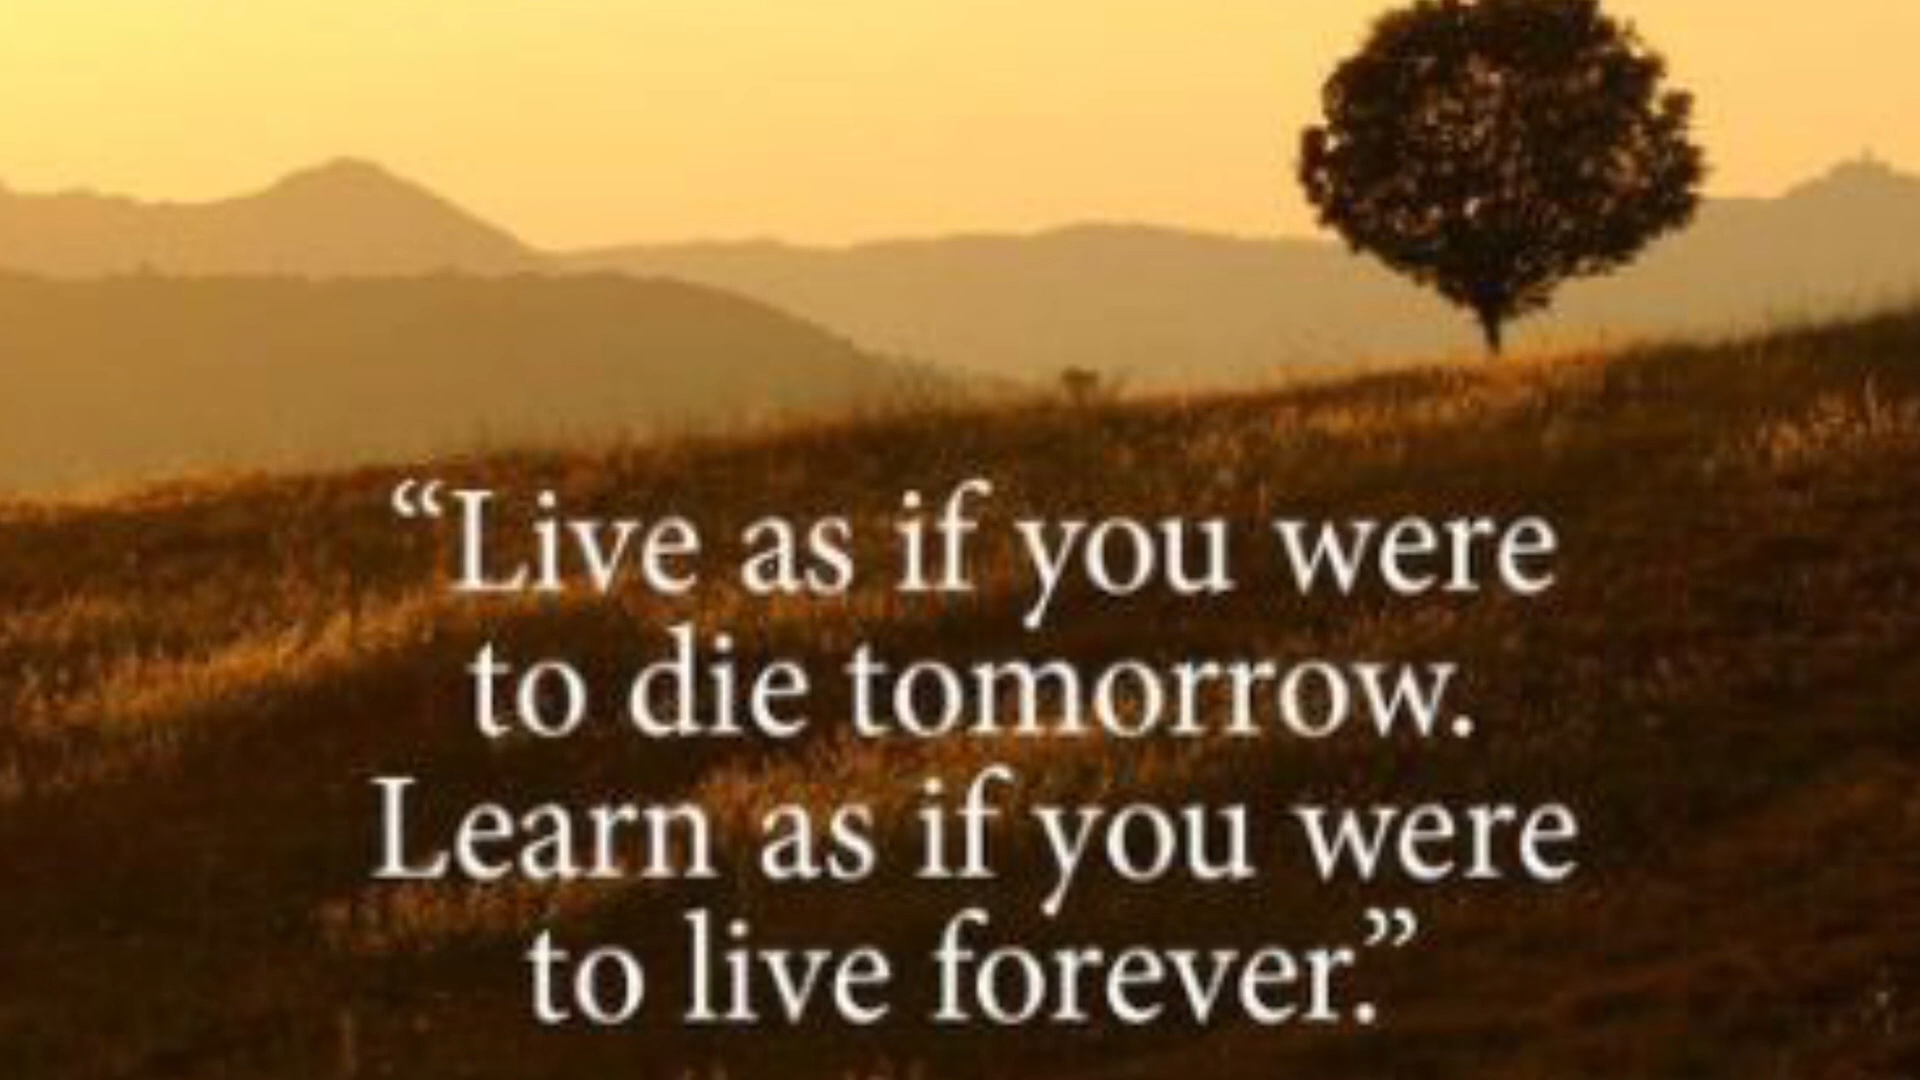 “Live as if you were
to die tomorrow.
Learn as if you were
to live forever.”